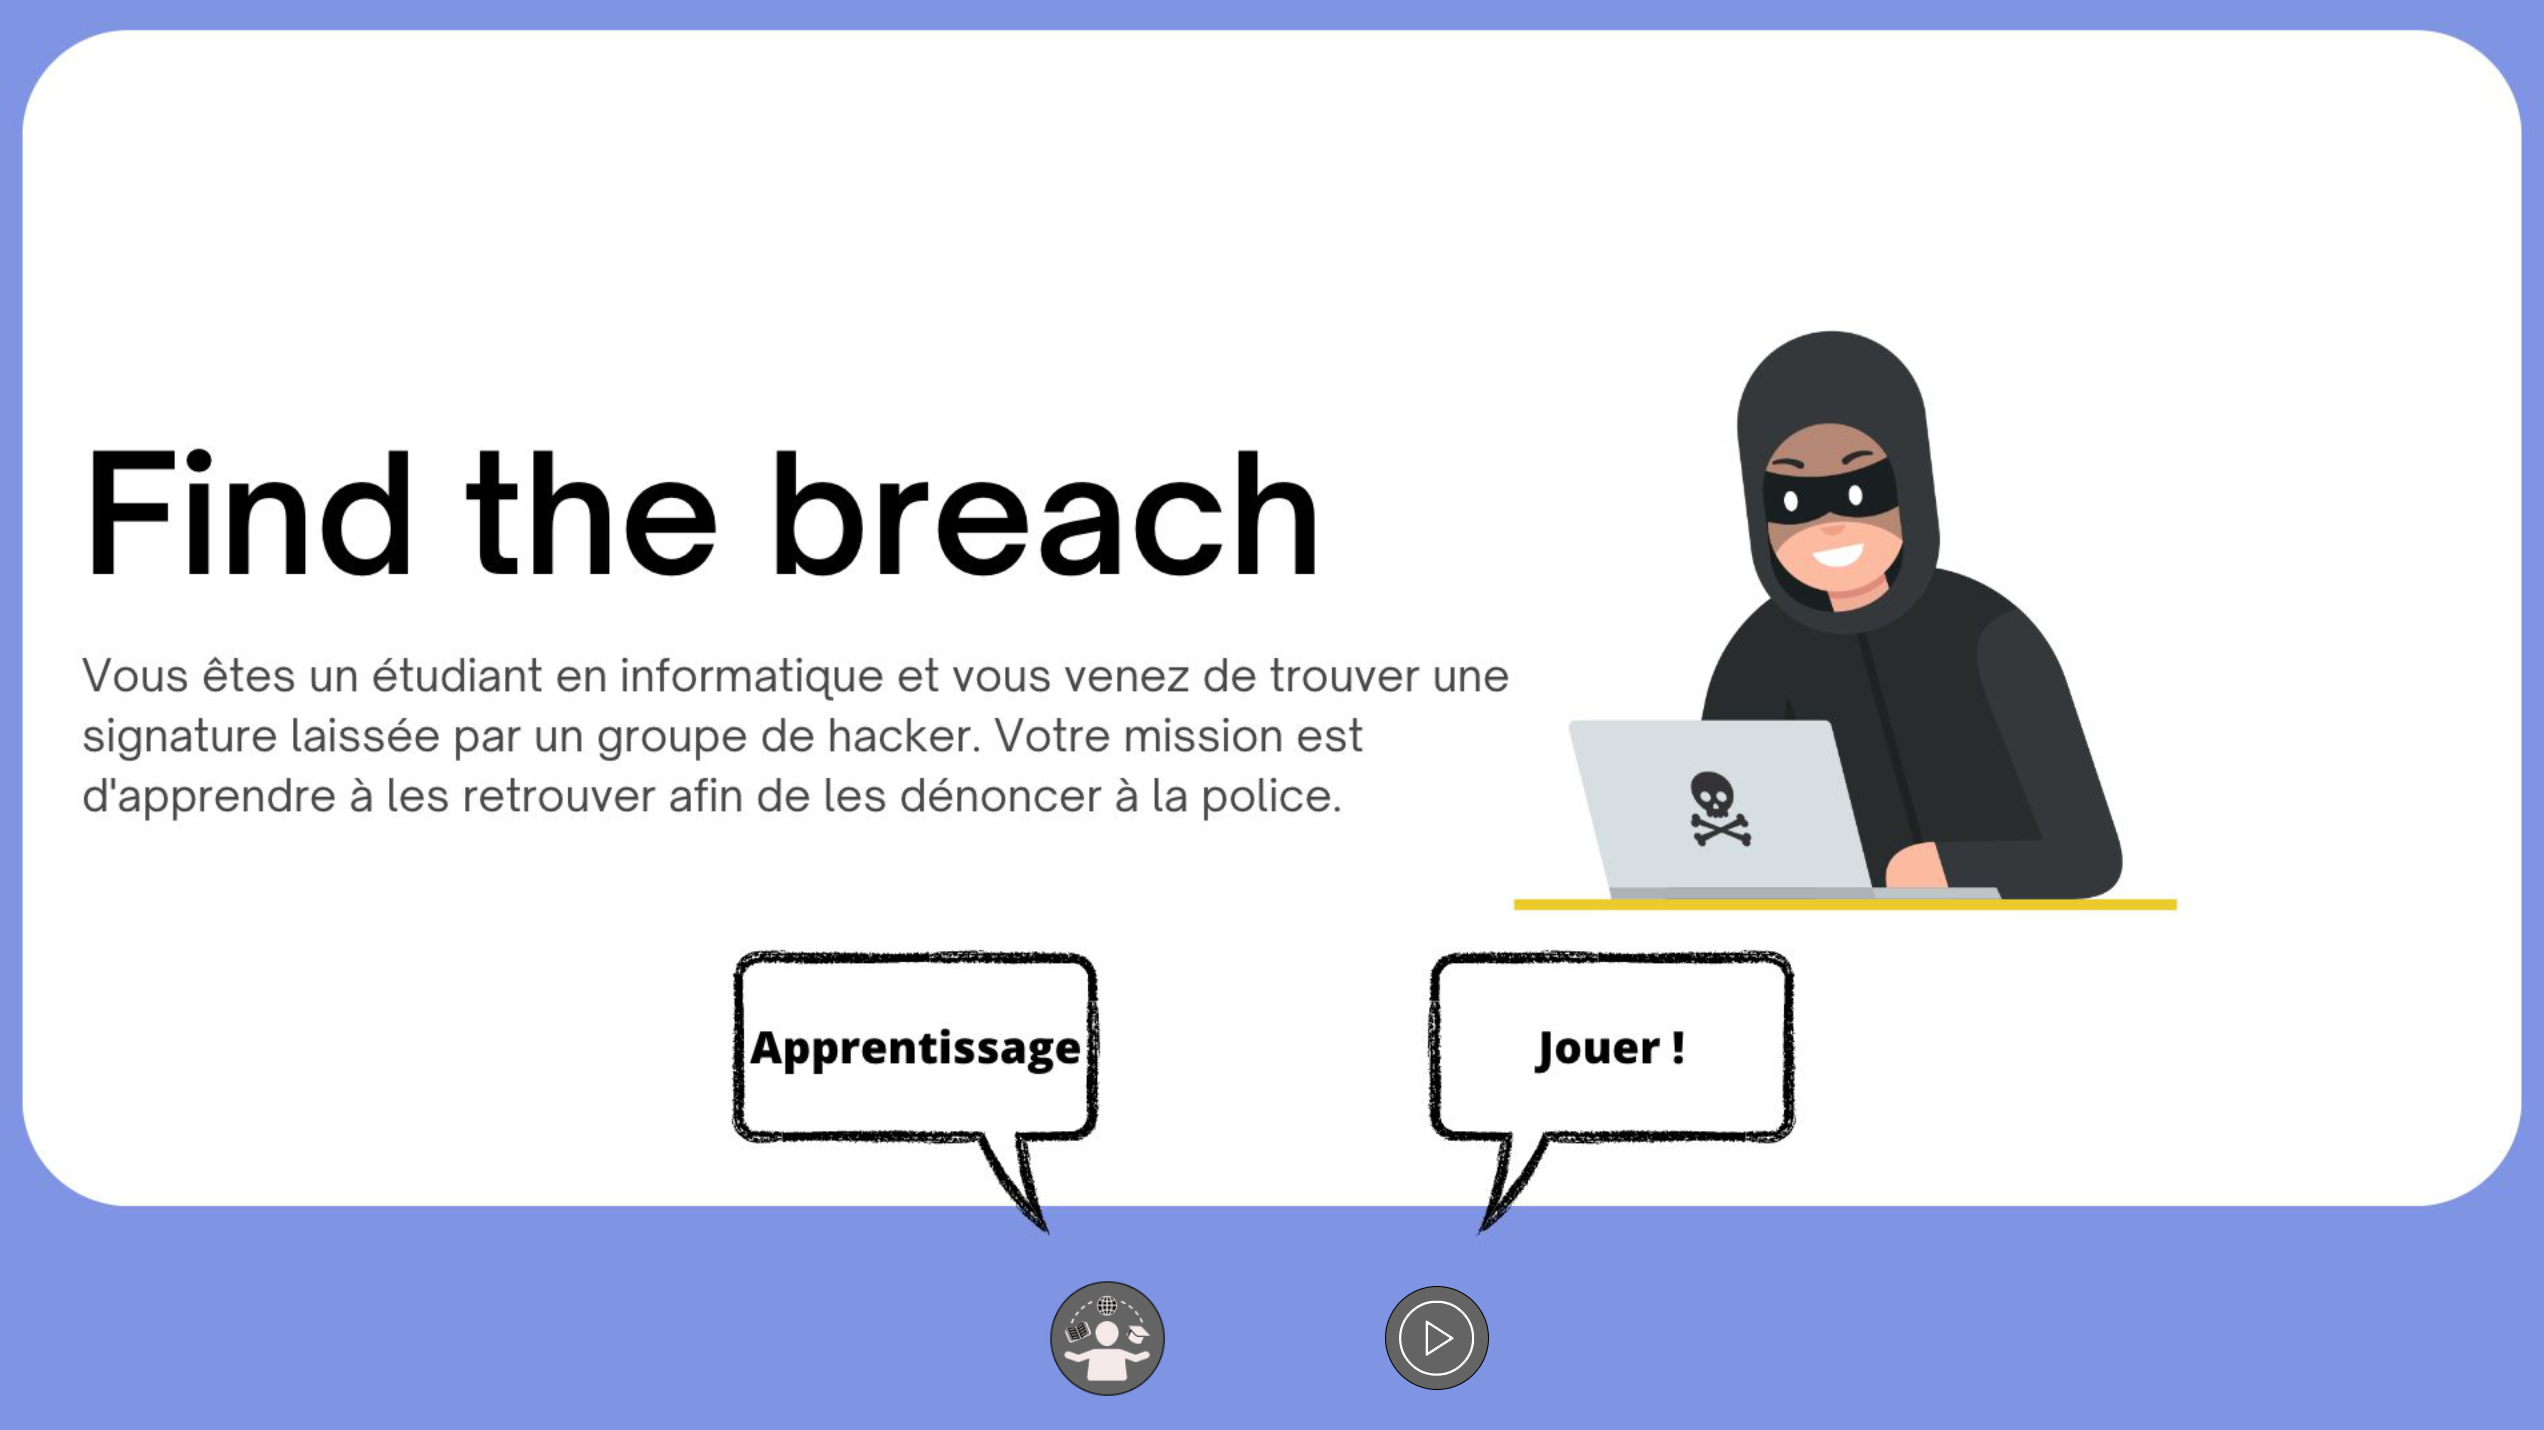 Find the breach
Vous êtes un étudiant en informatique et vous venez de trouver une
signature laissée par un groupe de hacker. Votre mission est
d'apprendre à les retrouver afin de les dénoncer à la police.
Apprentissage
Jouer !